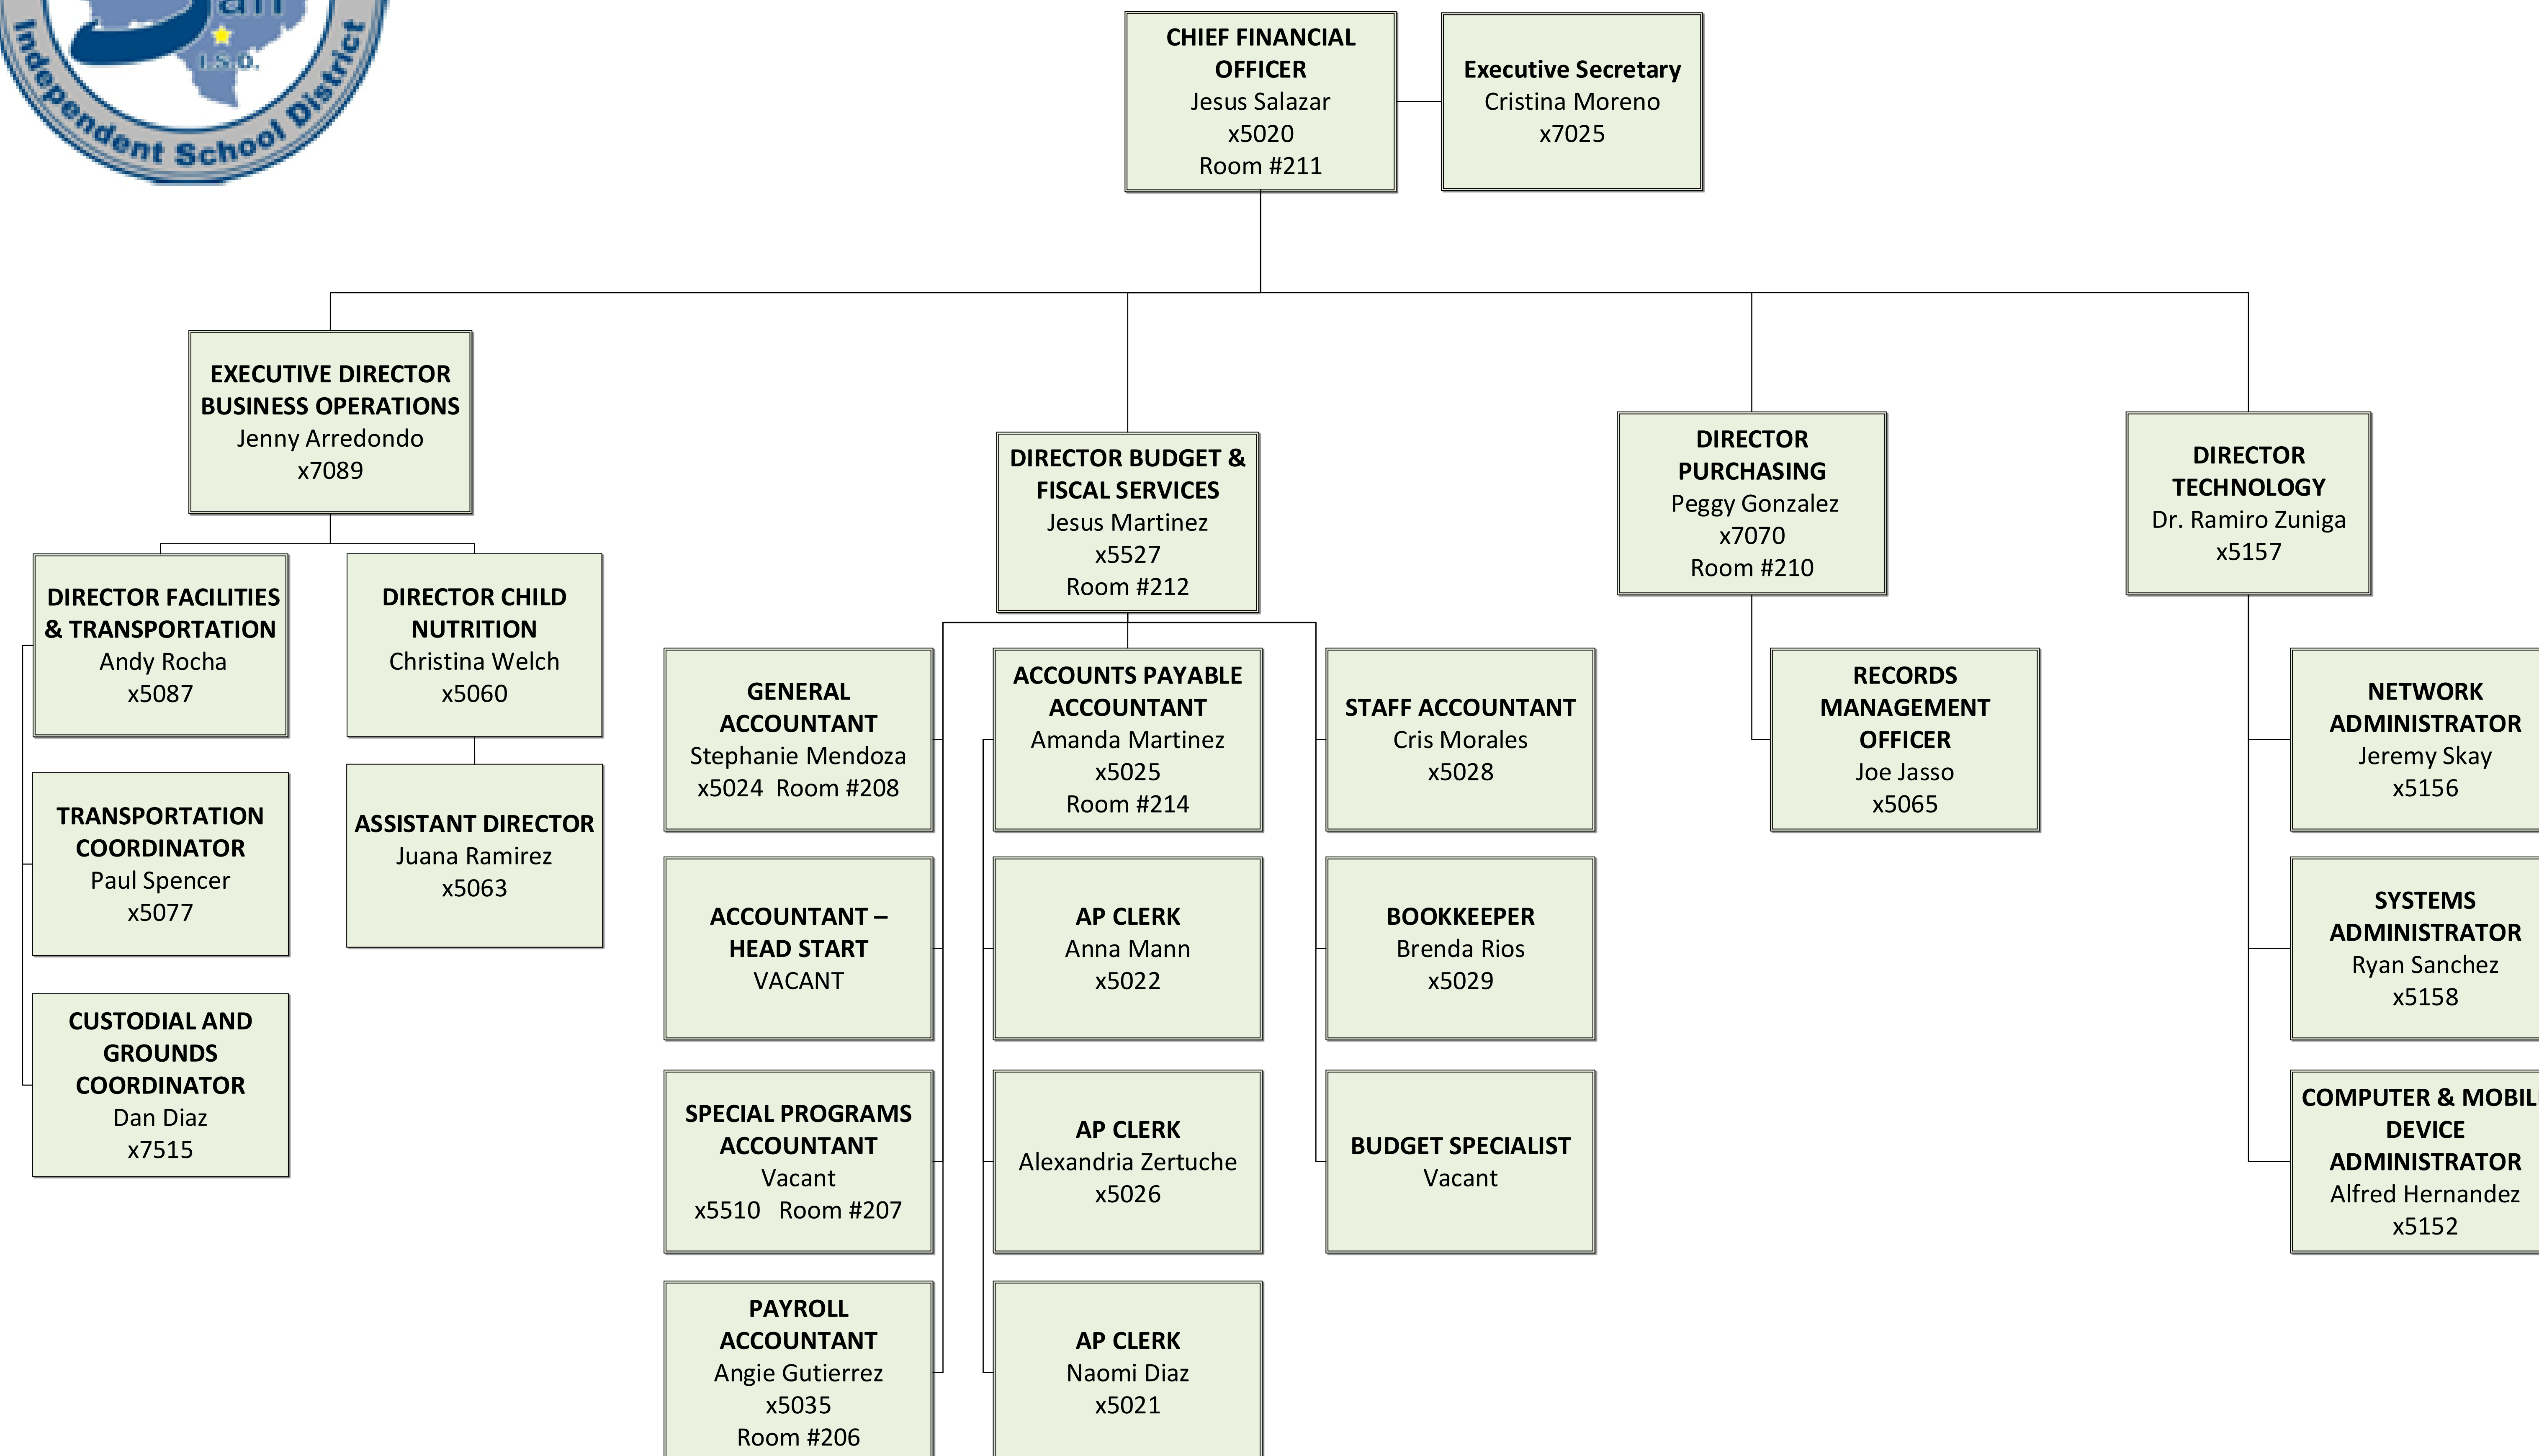 I.S.D.
Independent School District
CHIEF FINANCIAL
OFFICER
Jesus Salazar
x5020
Room #211
Executive Secretary
Cristina Moreno
x7025
EXECUTIVE DIRECTOR
BUSINESS OPERATIONS
Jenny Arredondo
x7089
DIRECTOR BUDGET &
FISCAL SERVICES
Jesus Martinez
x5527
Room #212
DIRECTOR
PURCHASING
Peggy Gonzalez
x7070
Room #210
DIRECTOR
TECHNOLOGY
Dr. Ramiro Zuniga
x5157
DIRECTOR FACILITIES
& TRANSPORTATION
Andy Rocha
x5087
DIRECTOR CHILD
NUTRITION
Christina Welch
x5060
GENERAL
ACCOUNTANT
Stephanie Mendoza
x5024 Room #208
ACCOUNTS PAYABLE
ACCOUNTANT
Amanda Martinez
x5025
Room #214
STAFF ACCOUNTANT
Cris Morales
x5028
RECORDS
MANAGEMENT
OFFICER
Joe Jasso
x5065
NETWORK
ADMINISTRATOR
Jeremy Skay
x5156
TRANSPORTATION
COORDINATOR
Paul Spencer
x5077
ASSISTANT DIRECTOR
Juana Ramirez
x5063
ACCOUNTANT –
HEAD START
VACANT
AP CLERK
Anna Mann
x5022
BOOKKEEPER
Brenda Rios
x5029
SYSTEMS
ADMINISTRATOR
Ryan Sanchez
x5158
CUSTODIAL AND
GROUNDS
COORDINATOR
Dan Diaz
x7515
SPECIAL PROGRAMS
ACCOUNTANT
Vacant
x5510 Room #207
AP CLERK
Alexandria Zertuche
x5026
BUDGET SPECIALIST
Vacant
COMPUTER & MOBIL
DEVICE
ADMINISTRATOR
Alfred Hernandez
x5152
PAYROLL
ACCOUNTANT
Angie Gutierrez
x5035
Room #206
AP CLERK
Naomi Diaz
x5021